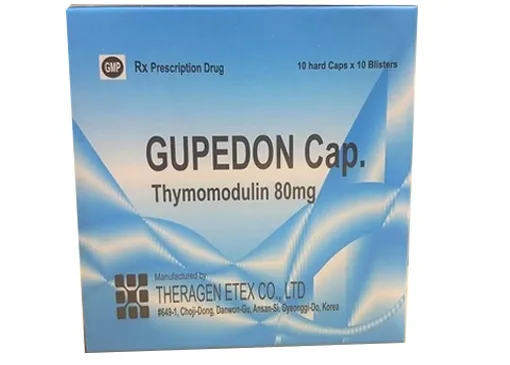 GMP Rx Prescription Drug 10 hard Caps x 10 Blisters
GUPEDON Cap.
Thymomodulin 80mg
Manufactured by
THERAGEN ETEX CO., LTD
#649-1, Choji-Dong, Danwon-Gu, Ansan-Si, Gyeonggi-Do, Korea